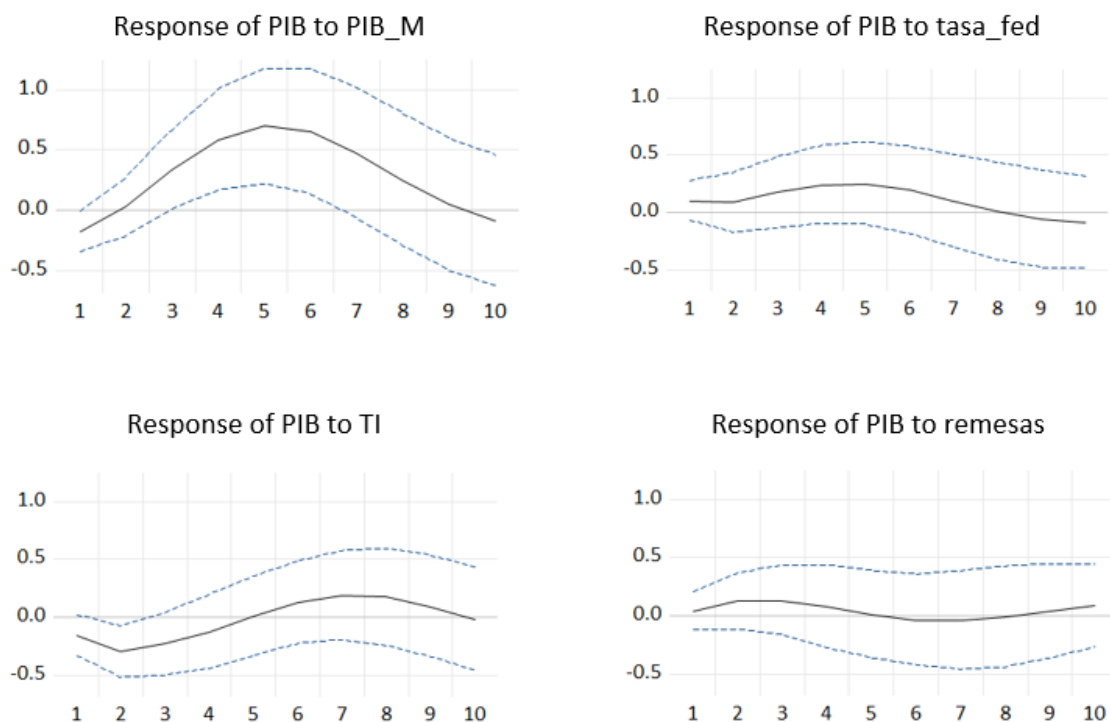 Response of PIB to PIB_M
1.0
0.5
0.0
-0.5
1 2 3 4 5 6 7 8 9 10
Response of PIB to tasa_fed
1.0
0.5
0.0
-0.5
1 2 3 4 5 6 7 8 9 10
Response of PIB to TI
1.0
0.5
0.0
-0.5
1 2 3 4 5 6 7 8 9 10
Response of PIB to remesas
1.0
0.5
0.0
-0.5
1 2 3 4 5 6 7 8 9 10